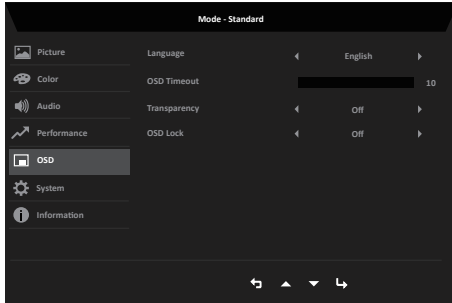 Mode - Standard
Picture
Language English
Color
OSD Timeout 10
Audio
Transparency Off
Performance
OSD Lock Off
OSD
System
Information